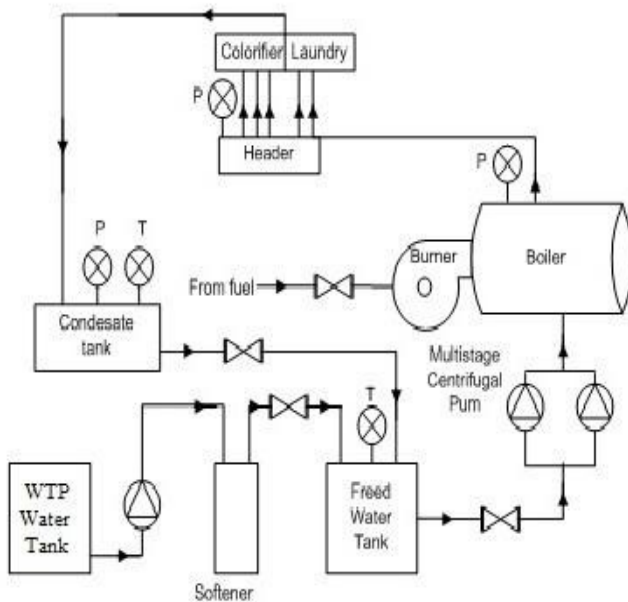 Colorifier Laundry
P
Header
P
P T
Burner
Boiler
From fuel
Condesate
tank
Multistage
Centrifugal
Pum
T
WTP
Water
Tank
Freed
Water
Tank
Softener